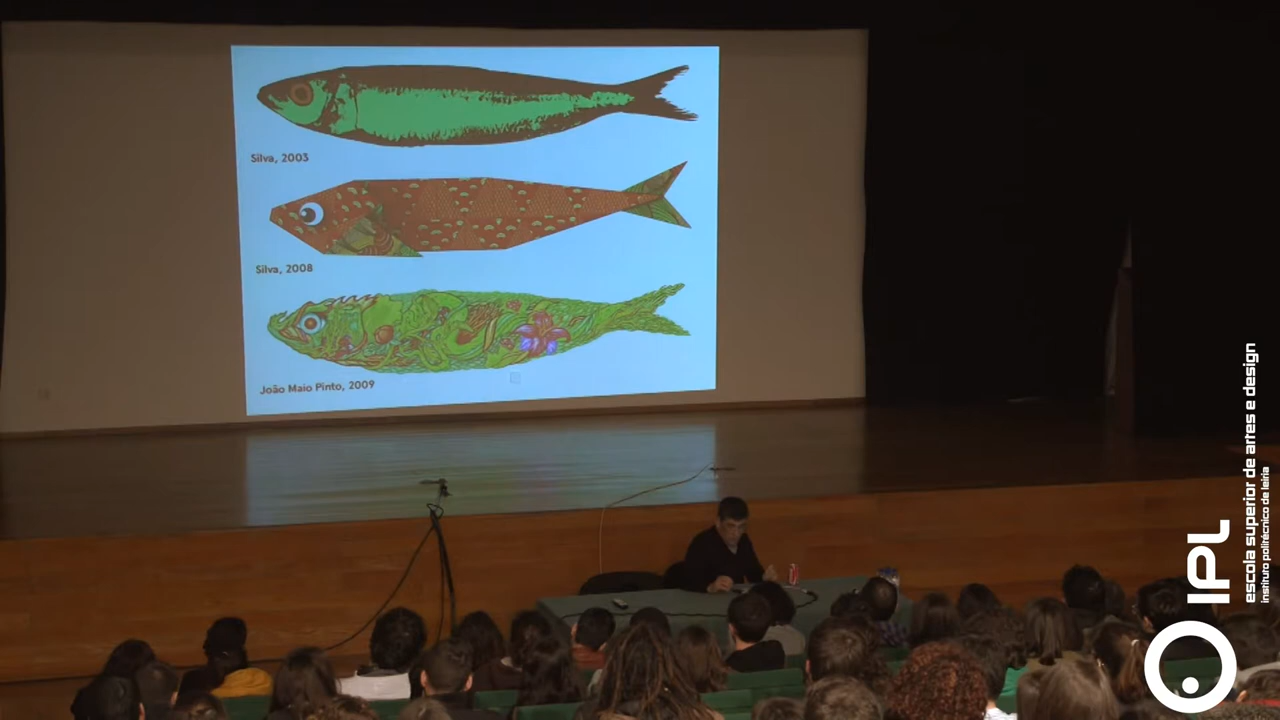 Silva, 2003
Silva, 2008
João Maio Pinto, 2009
IPL
escola superior de artes e design
instituto politécnico de leiria